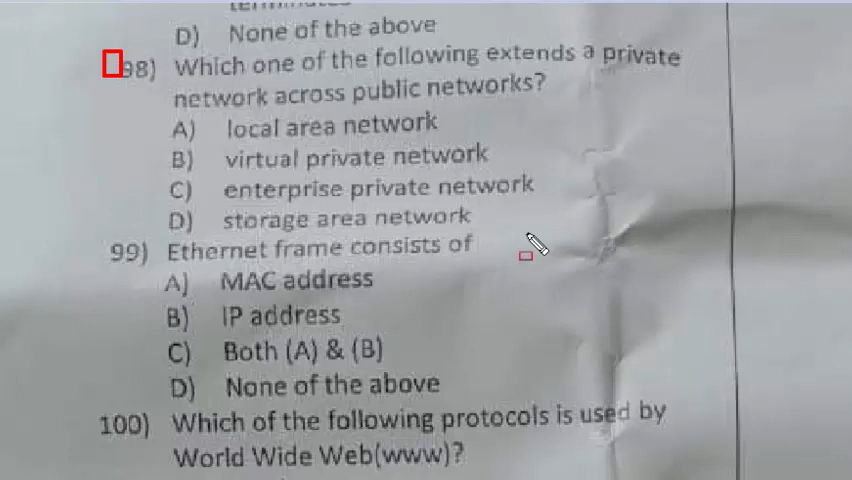 D) None of the above
98) Which one of the following extends a private
network across public networks?
A) local area network
B) virtual private network
C) enterprise private network
D) storage area network
99) Ethernet frame consists of
A) MAC address
B) IP address
C) Both (A) & (B)
D) None of the above
100) Which of the following protocols is used by
World Wide Web(www)?